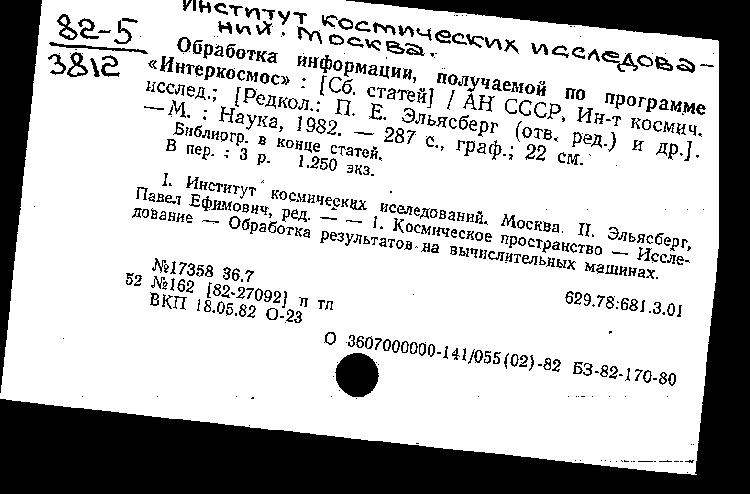 Институт космических исследова-
ний. Москва.
82-5
3812
Обработка информации, получаемой по программе
«Интеркосмос» : [Сб. статей] / АН СССР, Ин-т космич.
исслед.; [Редкол.: П. Е. Эльясберг (отв. ред.) и др.].
— М. : Наука, 1982. — 287 с., граф.; 22 см.
Библиогр. в конце статей.
В пер. : 3 р. 1.250 экз.
I. Институт космических исследований. Москва. II. Эльясберг,
Павел Ефимович, ред. — — 1. Космическое пространство — Иссле-
дование — Обработка результатов на вычислительных машинах.
№17358 36.7
52 №162 [82-27092] п тл
ВКП 18.05.82 О-23
629.78:681.3.01
О 3607000000-141/055(02)-82 БЗ-82-170-80